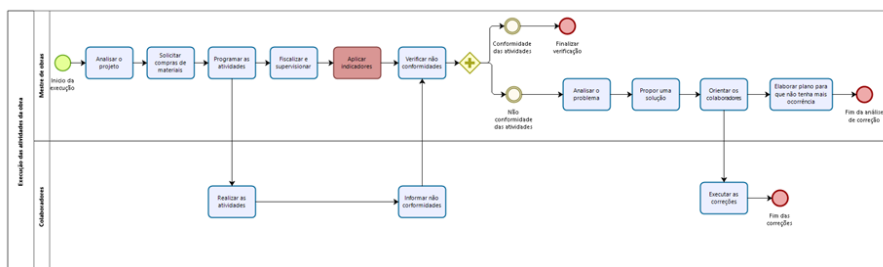 Execução das atividades da obra
Mestre de obras
Início da
execução
Analisar o
projeto
Solicitar
compras de
materiais
Programar as
atividades
Fiscalizar e
supervisionar
Aplicar
indicadores
Verificar não
conformidades
Conformidade
das atividades
Finalizar
verificação
Não
conformidade
das atividades
Analisar o
problema
Propor uma
solução
Orientar os
colaboradores
Elaborar plano para
que não tenha mais
ocorrência
Fim da análise
de correção
Colaboradores
Realizar as
atividades
Informar não
conformidades
Executar as
correções
Fim das
correções